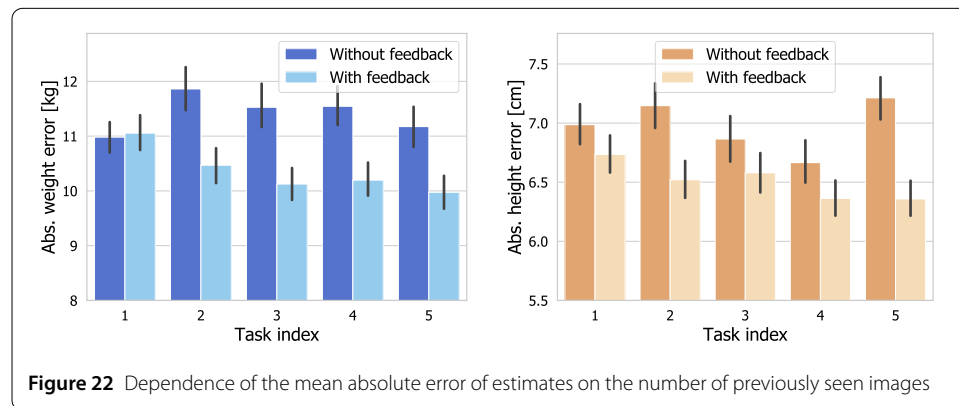 Abs. weight error [kg]
12
11
10
9
8
Without feedback
With feedback
1 2 3 4 5
Task index
Abs. height error [cm]
7.5
7.0
6.5
6.0
5.5
Without feedback
With feedback
1 2 3 4 5
Task index
Figure 22 Dependence of the mean absolute error of estimates on the number of previously seen images